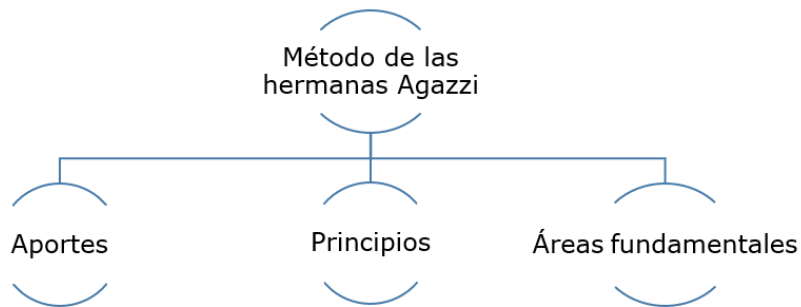 Método de las
hermanas Agazzi
Aportes
Principios
Áreas fundamentales